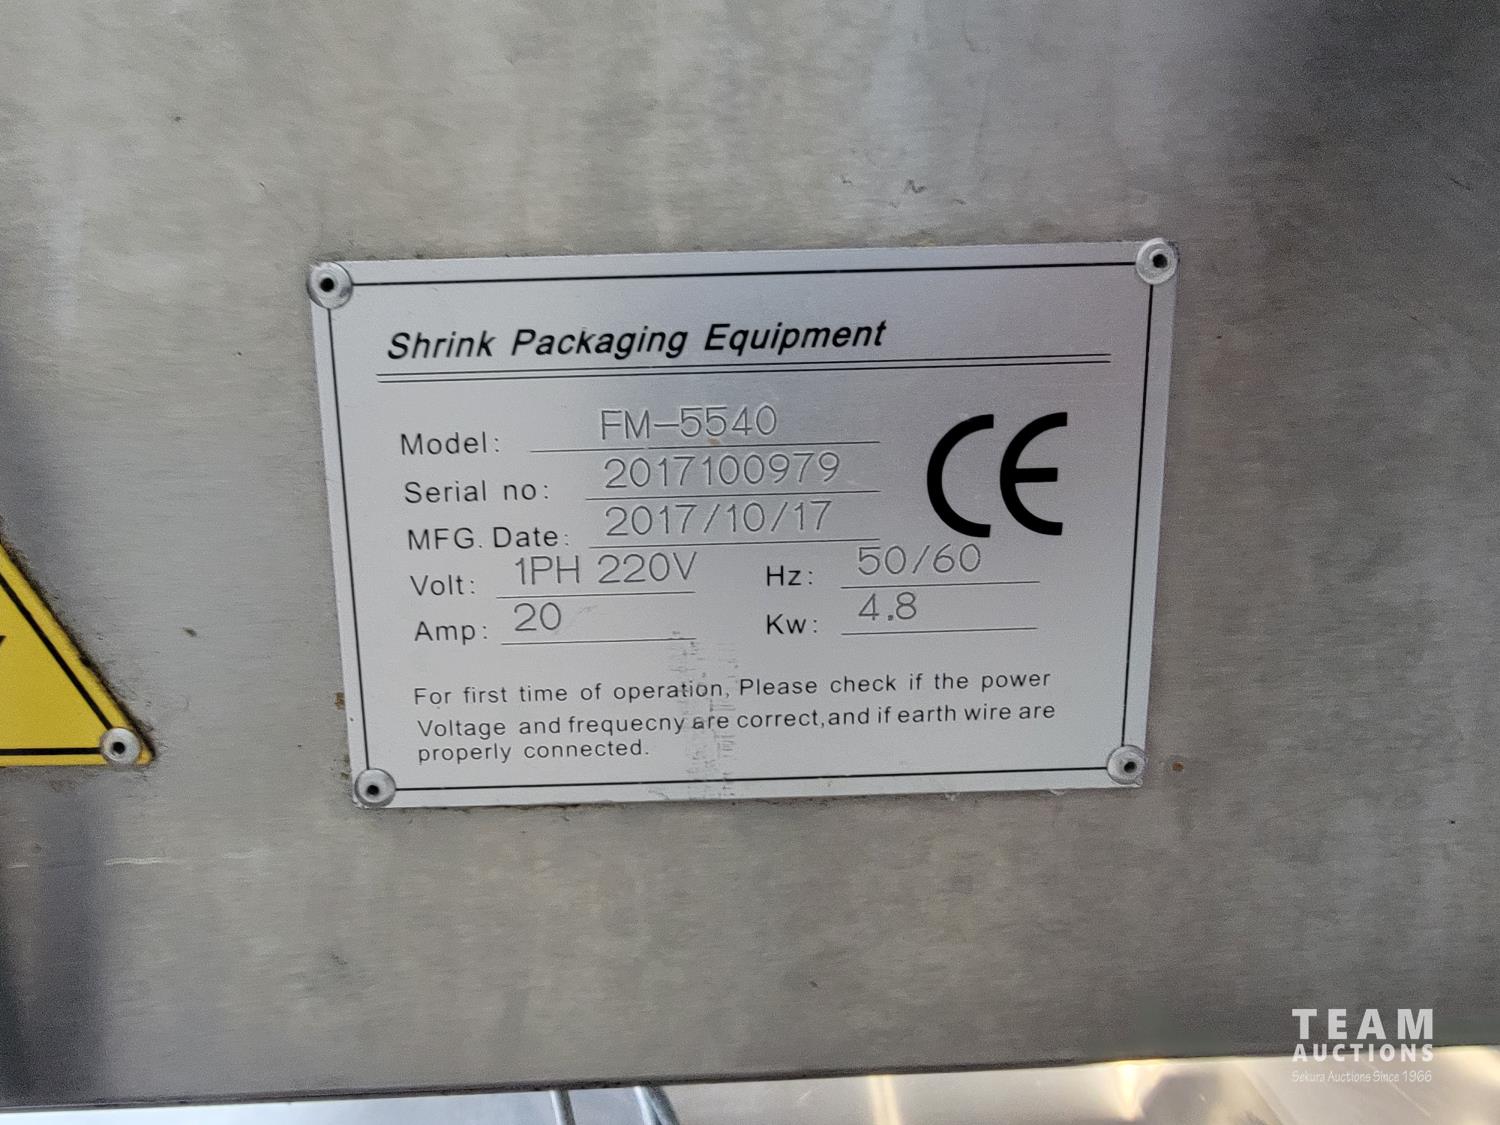 Shrink Packaging Equipment
Model: FM-5540
Serial no: 2017100979
MFG. Date: 2017/10/17
Volt: 1PH 220V Hz: 50/60
Amp: 20 Kw: 4.8
CE
For first time of operation, Please check if the power
Voltage and frequecny are correct,and if earth wire are
properly connected.
TEAM
AUCTIONS
Sekura Auctions Since 1966